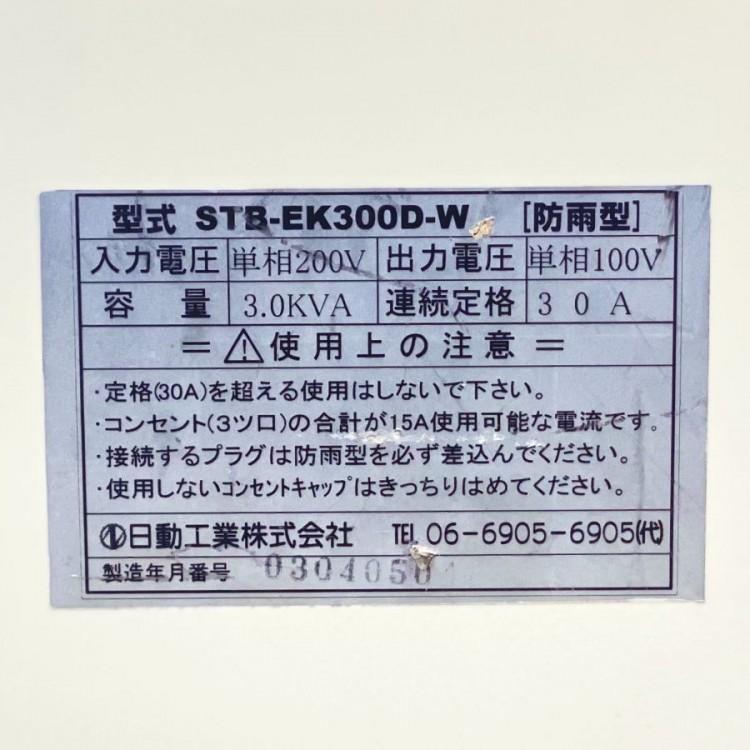 型式 STB-EK300D-W [防雨型]
入力電圧 単相200V 出力電圧 単相100V
容量 3.0KVA 連続定格 30A
=⚠使用上の注意=
・定格(30A)を超える使用はしないで下さい。
・コンセント(3ツロ)の合計が15A使用可能な電流です。
・接続するプラグは防雨型を必ず差込んでください。
・使用しないコンセントキャップはきっちりはめてください。
日動工業株式会社 TEL 06-6905-6905(代)
製造年月番号 0304050